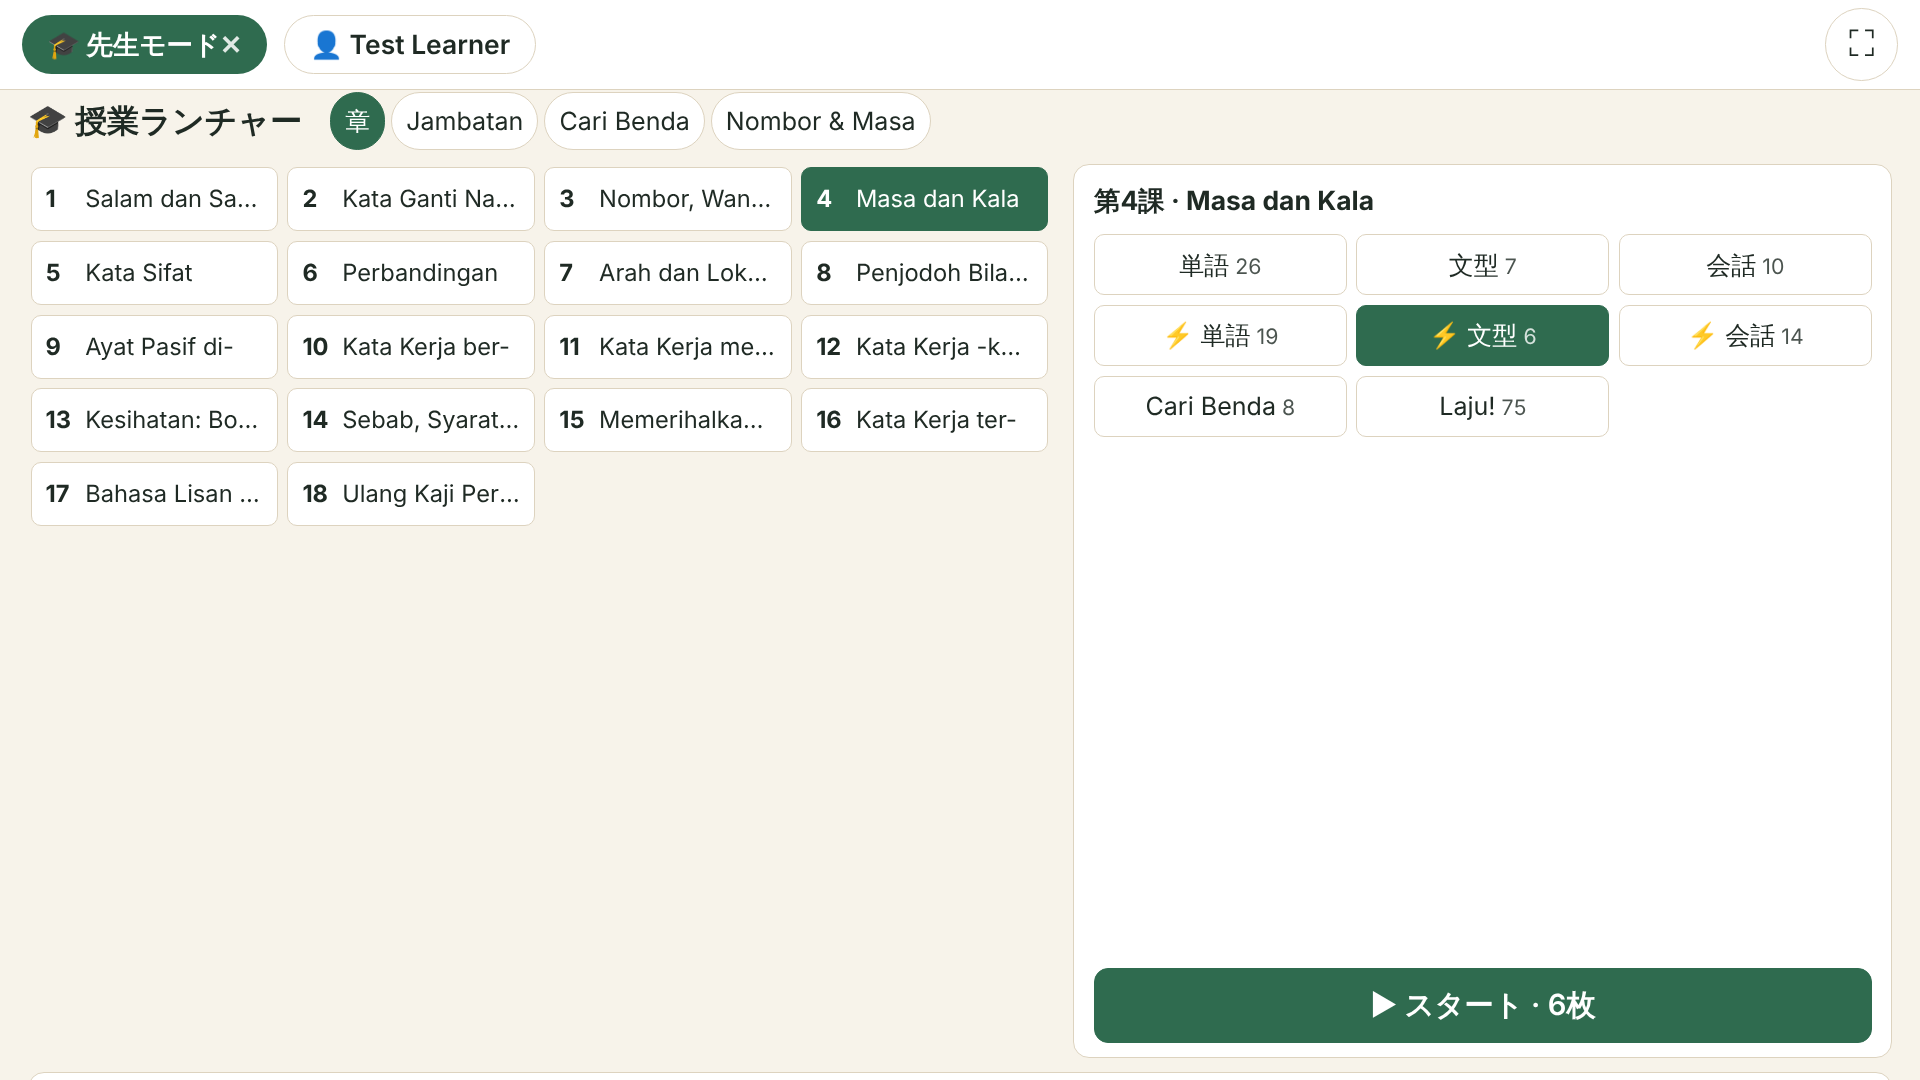 🎓 先生モード✕
👤 Test Learner
🎓 授業ランチャー
章
Jambatan
Cari Benda
Nombor & Masa
1 Salam dan Sa...
2 Kata Ganti Na...
3 Nombor, Wan...
4 Masa dan Kala
5 Kata Sifat
6 Perbandingan
7 Arah dan Lok...
8 Penjodoh Bila...
9 Ayat Pasif di-
10 Kata Kerja ber-
11 Kata Kerja me...
12 Kata Kerja -k...
13 Kesihatan: Bo...
14 Sebab, Syarat...
15 Memerihalka...
16 Kata Kerja ter-
17 Bahasa Lisan ...
18 Ulang Kaji Per...
第4課 · Masa dan Kala
単語 26
文型 7
会話 10
⚡ 単語 19
⚡ 文型 6
⚡ 会話 14
Cari Benda 8
Laju! 75
▶ スタート · 6枚